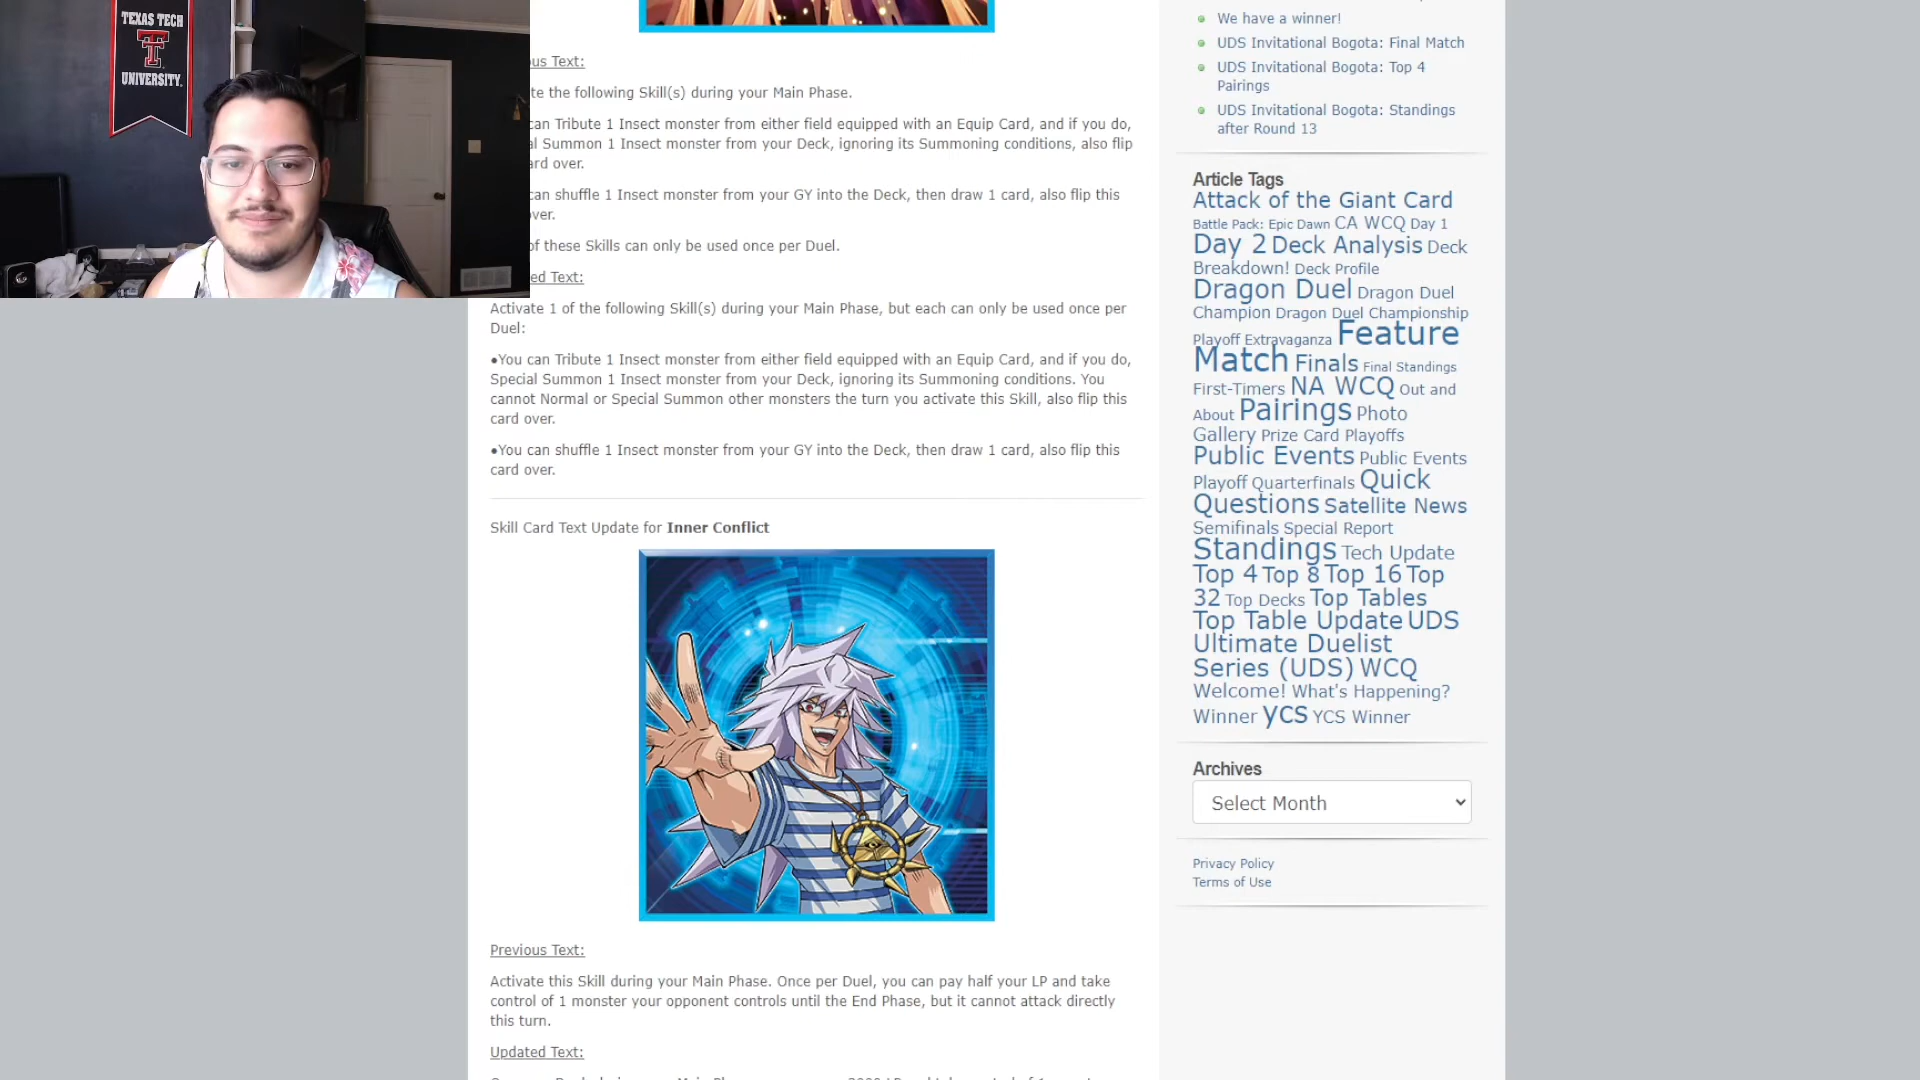 TEXAS TECH
UNIVERSITY.
ous Text:
te the following Skill(s) during your Main Phase.
can Tribute 1 Insect monster from either field equipped with an Equip Card, and if you do,
al Summon 1 Insect monster from your Deck, ignoring its Summoning conditions, also flip
ard over.
can shuffle 1 Insect monster from your GY into the Deck, then draw 1 card, also flip this
over.
of these Skills can only be used once per Duel.
ed Text:
Activate 1 of the following Skill(s) during your Main Phase, but each can only be used once per
Duel:
●You can Tribute 1 Insect monster from either field equipped with an Equip Card, and if you do,
Special Summon 1 Insect monster from your Deck, ignoring its Summoning conditions. You
cannot Normal or Special Summon other monsters the turn you activate this Skill, also flip this
card over.
●You can shuffle 1 Insect monster from your GY into the Deck, then draw 1 card, also flip this
card over.
Skill Card Text Update for Inner Conflict
Previous Text:
Activate this Skill during your Main Phase. Once per Duel, you can pay half your LP and take
control of 1 monster your opponent controls until the End Phase, but it cannot attack directly
this turn.
Updated Text:
We have a winner!
UDS Invitational Bogota: Final Match
UDS Invitational Bogota: Top 4
Pairings
UDS Invitational Bogota: Standings
after Round 13
Article Tags
Attack of the Giant Card
Battle Pack: Epic Dawn CA WCQ Day 1
Day 2 Deck Analysis Deck
Breakdown! Deck Profile
Dragon Duel Dragon Duel
Champion Dragon Duel Championship
Playoff Extravaganza Feature
Match Finals Final Standings
First-Timers NA WCQ Out and
About Pairings Photo
Gallery Prize Card Playoffs
Public Events Public Events
Playoff Quarterfinals Quick
Questions Satellite News
Semifinals Special Report
Standings Tech Update
Top 4 Top 8 Top 16 Top
32 Top Decks Top Tables
Top Table Update UDS
Ultimate Duelist
Series (UDS) WCQ
Welcome! What's Happening?
Winner ycs YCS Winner
Archives
Select Month
Privacy Policy
Terms of Use